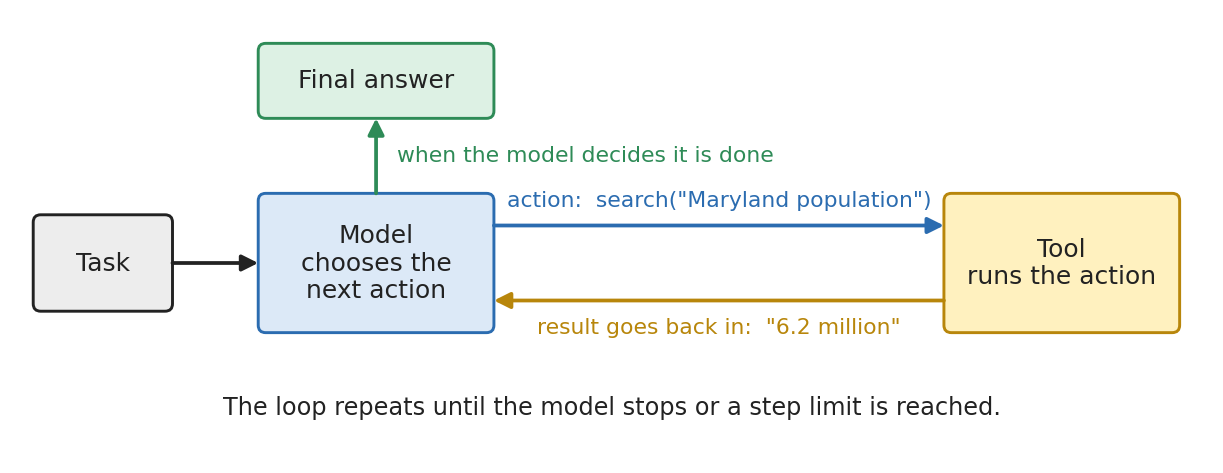 Final answer
when the model decides it is done
action:  search("Maryland population")
Task
Model
chooses the
next action
Tool
runs the action
result goes back in:  "6.2 million"
The loop repeats until the model stops or a step limit is reached.